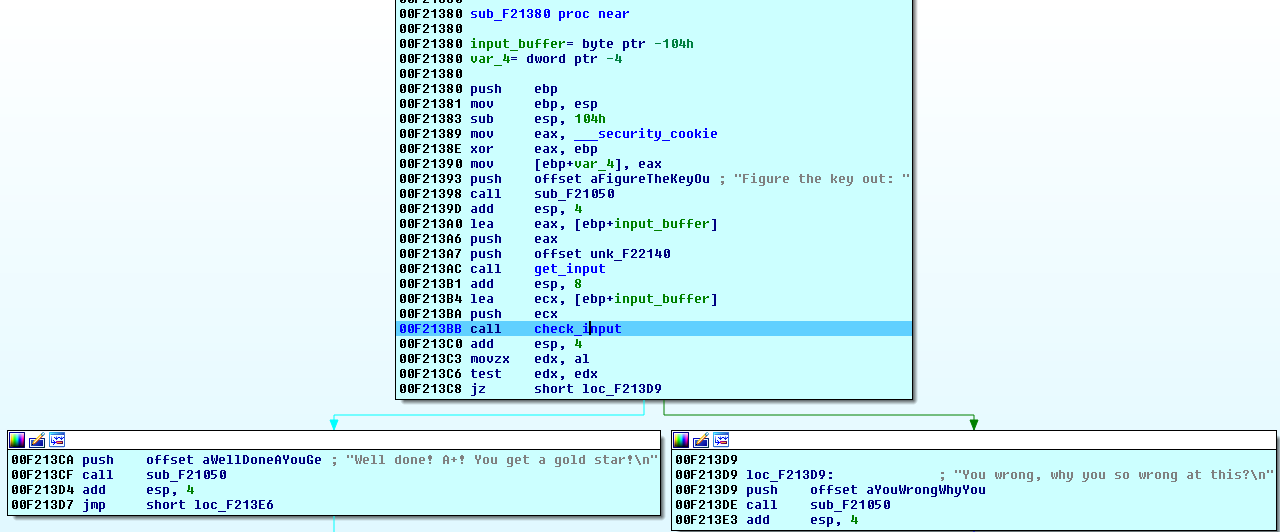 00F21380 sub_F21380 proc near
00F21380
00F21380 input_buffer= byte ptr -104h
00F21380 var_4= dword ptr -4
00F21380
00F21380 push    ebp
00F21381 mov     ebp, esp
00F21383 sub     esp, 104h
00F21389 mov     eax, ___security_cookie
00F2138E xor     eax, ebp
00F21390 mov     [ebp+var_4], eax
00F21393 push    offset aFigureTheKeyOu ; "Figure the key out: "
00F21398 call    sub_F21050
00F2139D add     esp, 4
00F213A0 lea     eax, [ebp+input_buffer]
00F213A6 push    eax
00F213A7 push    offset unk_F22140
00F213AC call    get_input
00F213B1 add     esp, 8
00F213B4 lea     ecx, [ebp+input_buffer]
00F213BA push    ecx
00F213BB call    check_input
00F213C0 add     esp, 4
00F213C3 movzx   edx, al
00F213C6 test    edx, edx
00F213C8 jz      short loc_F213D9
00F213CA push    offset aWellDoneAYouGe ; "Well done! A+! You get a gold star!\n"
00F213CF call    sub_F21050
00F213D4 add     esp, 4
00F213D7 jmp     short loc_F213E6
00F213D9
00F213D9 loc_F213D9:             ; "You wrong, why you so wrong at this?\n"
00F213D9 push    offset aYouWrongWhyYou
00F213DE call    sub_F21050
00F213E3 add     esp, 4